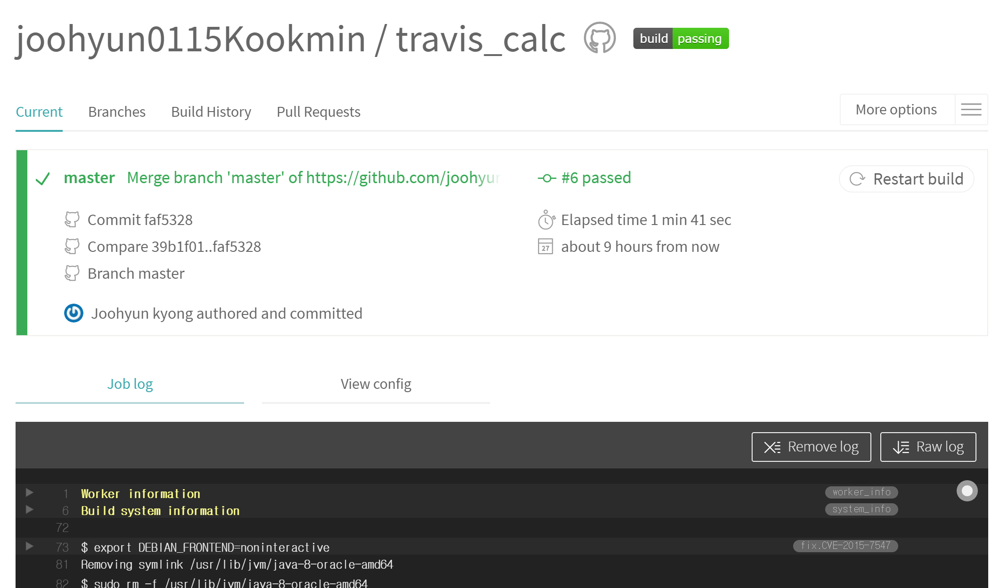 joohyun0115Kookmin / travis_calc build passing
Current Branches Build History Pull Requests More options
master Merge branch 'master' of https://github.com/joohyun #6 passed Restart build
Commit faf5328 Elapsed time 1 min 41 sec
Compare 39b1f01..faf5328 27 about 9 hours from now
Branch master
Joohyun kyong authored and committed
Job log View config
Remove log Raw log
1 Worker information worker_info
6 Build system information system_info
72
73 $ export DEBIAN_FRONTEND=noninteractive fix.CVE-2015-7547
81 Removing symlink /usr/lib/jvm/java-8-oracle-amd64
82 $ sudo rm -f /usr/lib/jvm/java-8-oracle-amd64